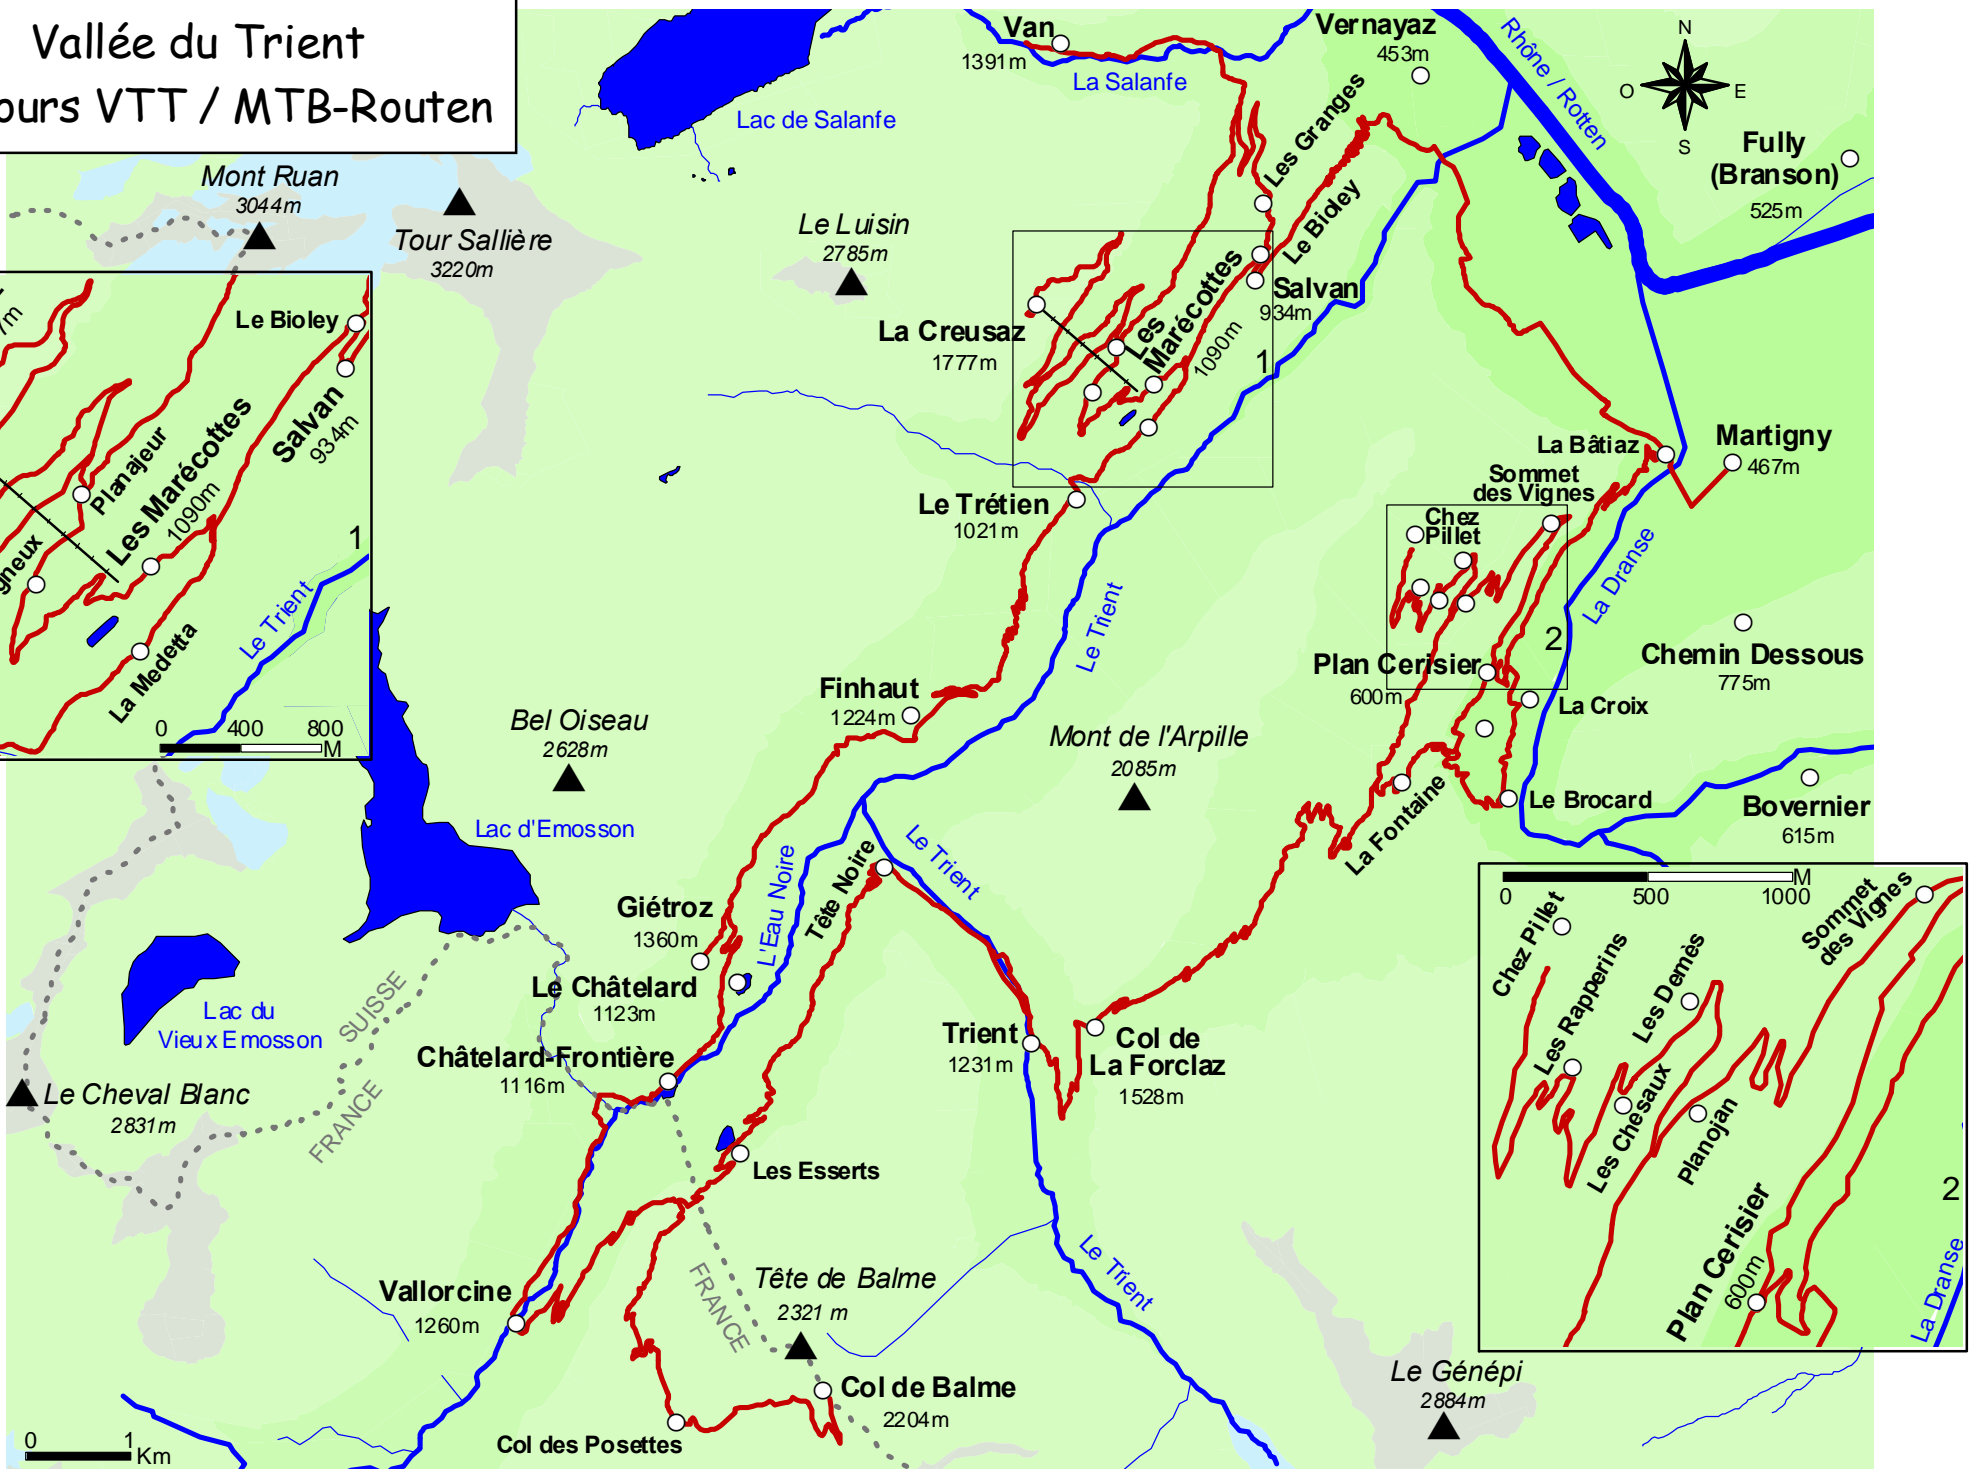 Vallée du Trient
ours VTT / MTB-Routen
Van
1391m
La Salanfe
Vernayaz
453m
Rhône / Rotten
N
O
E
S
Fully
(Branson)
525m
Lac de Salanfe
Mont Ruan
3044m
Tour Sallière
3220m
Le Luisin
2785m
Les Granges
Le Bioley
Salvan
934m
La Creusaz
1777m
Les
Marécottes
1090m
1
Le Trétien
1021m
Le Trient
La Bâtiaz
Martigny
467m
Sommet
des Vignes
Chez
Pillet
La Dranse
2
Plan Cerisier
600m
La Croix
Chemin Dessous
775m
Le Brocard
La Fontaine
Bovernier
615m
7m
Le Bioley
Salvan
934m
Planajeur
Les Marécottes
1090m
gneux
1
Le Trient
La Medetta
0 400 800
M
Finhaut
1224m
Bel Oiseau
2628m
Mont de l'Arpille
2085m
Lac d'Emosson
Le Trient
L'Eau Noire
Tête Noire
Giétroz
1360m
Le Châtelard
1123m
Lac du
Vieux Emosson
SUISSE
FRANCE
Châtelard-Frontière
1116m
Trient
1231m
Col de
La Forclaz
1528m
Le Cheval Blanc
2831m
Les Esserts
Vallorcine
1260m
FRANCE
Tête de Balme
2321 m
Le Trient
Col de Balme
2204m
Col des Posettes
Le Génépi
2884m
0 1
Km
0 500 1000
M
Chez Pillet
Les Rapperins
Les Demès
Sommet
des Vignes
Les Chesaux
Planojan
Plan Cerisier
600m
2
La Dranse